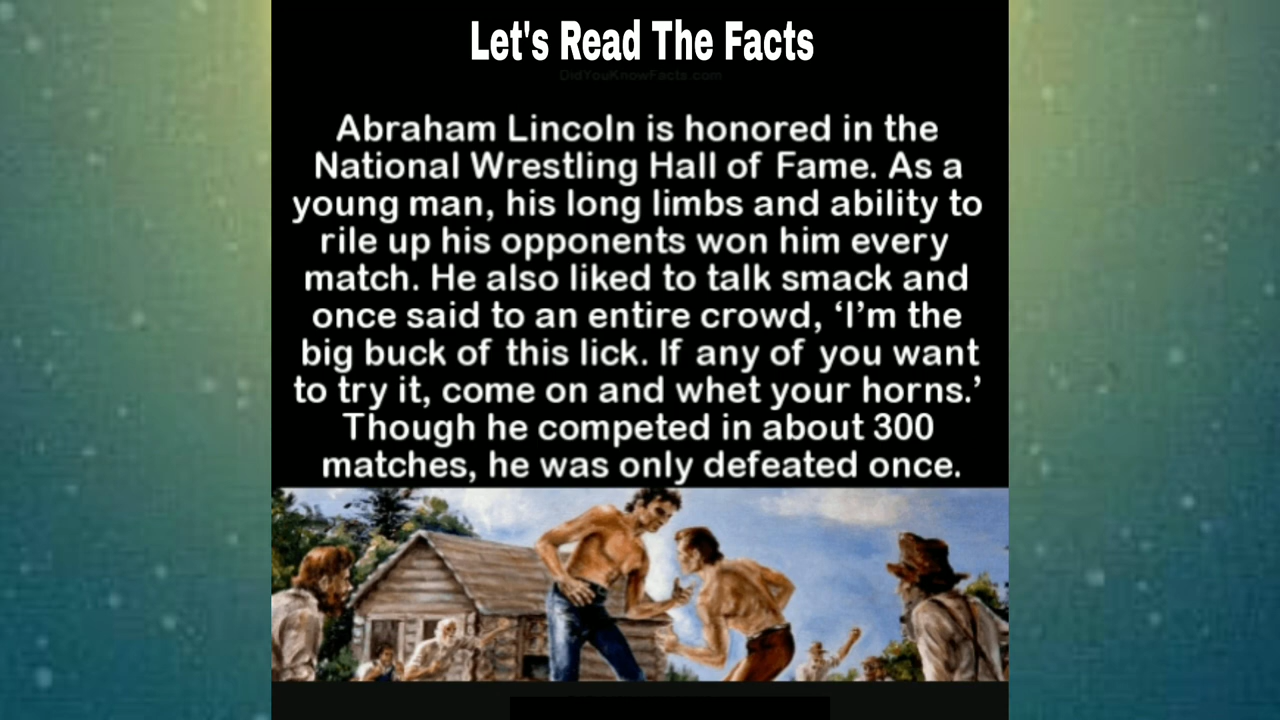 Let's Read The Facts
DidYouKnowFacts.com
Abraham Lincoln is honored in the
National Wrestling Hall of Fame. As a
young man, his long limbs and ability to
rile up his opponents won him every
match. He also liked to talk smack and
once said to an entire crowd, ‘I’m the
big buck of this lick. If any of you want
to try it, come on and whet your horns.’
Though he competed in about 300
matches, he was only defeated once.